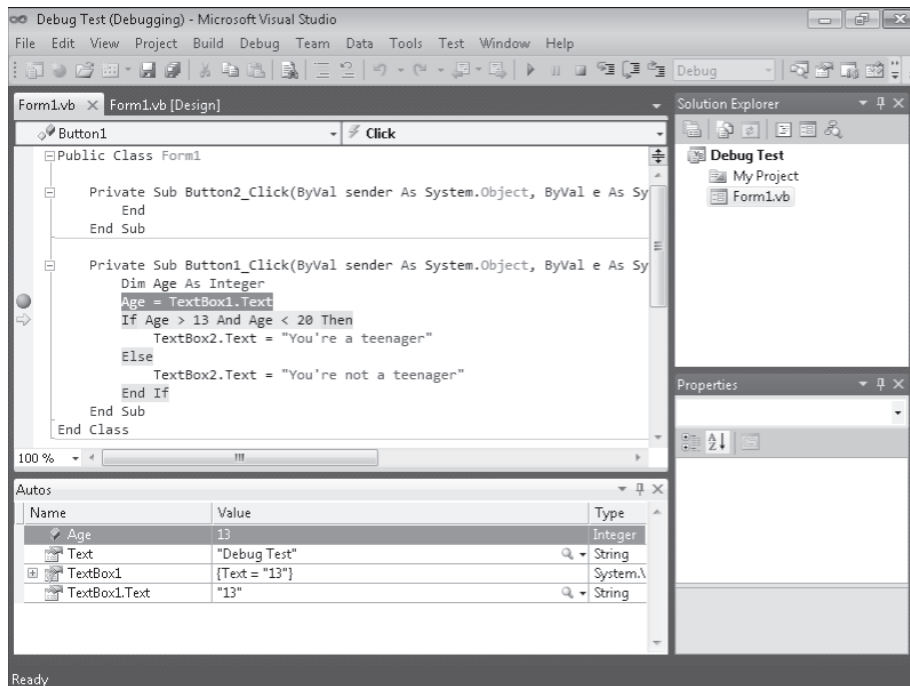 Debug Test (Debugging) - Microsoft Visual Studio
File Edit View Project Build Debug Team Data Tools Test Window Help
Debug
Form1.vb Form1.vb [Design]
Button1
Click
Public Class Form1
Private Sub Button2_Click(ByVal sender As System.Object, ByVal e As Sy
End
End Sub
Private Sub Button1_Click(ByVal sender As System.Object, ByVal e As Sy
Dim Age As Integer
Age = TextBox1.Text
If Age > 13 And Age < 20 Then
TextBox2.Text = "You're a teenager"
Else
TextBox2.Text = "You're not a teenager"
End If
End Sub
End Class
100 %
Solution Explorer
Debug Test
My Project
Form1.vb
Properties
Autos
Name Value Type
Age 13 Integer
Text "Debug Test" String
TextBox1 {Text = "13"} System.\
TextBox1.Text "13" String
Ready